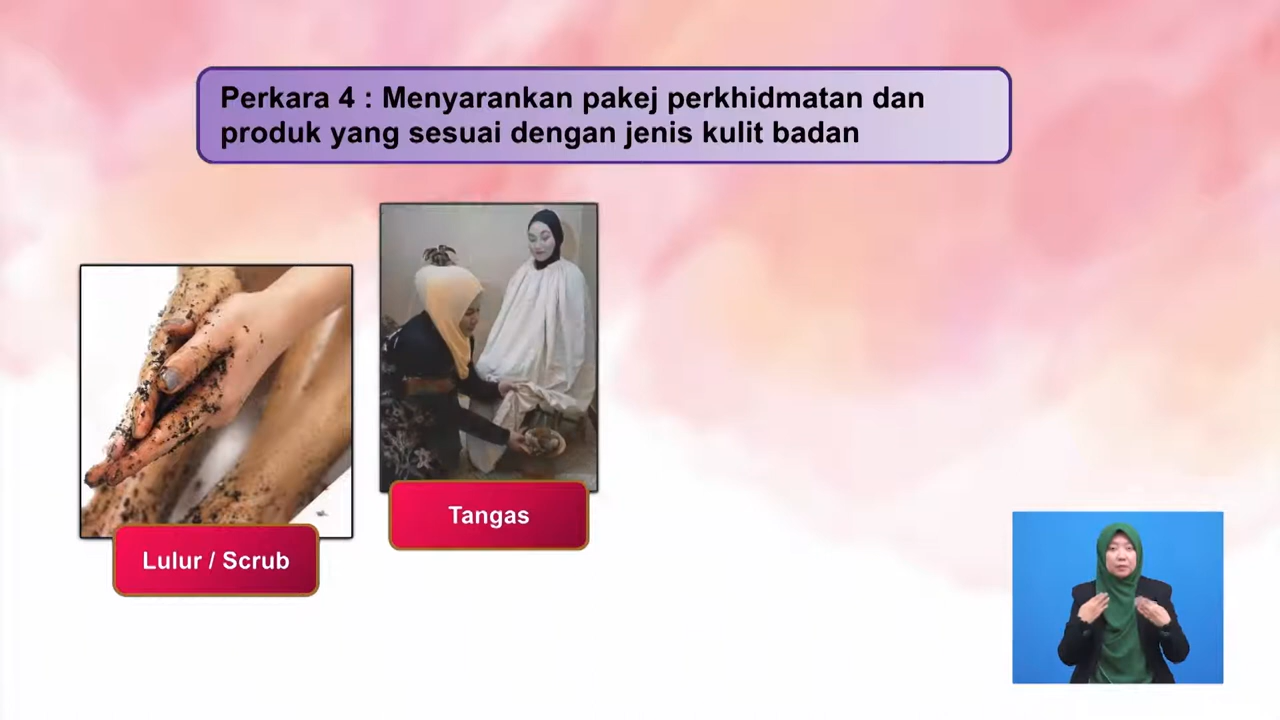 Perkara 4 : Menyarankan pakej perkhidmatan dan
produk yang sesuai dengan jenis kulit badan
Tangas
Lulur / Scrub